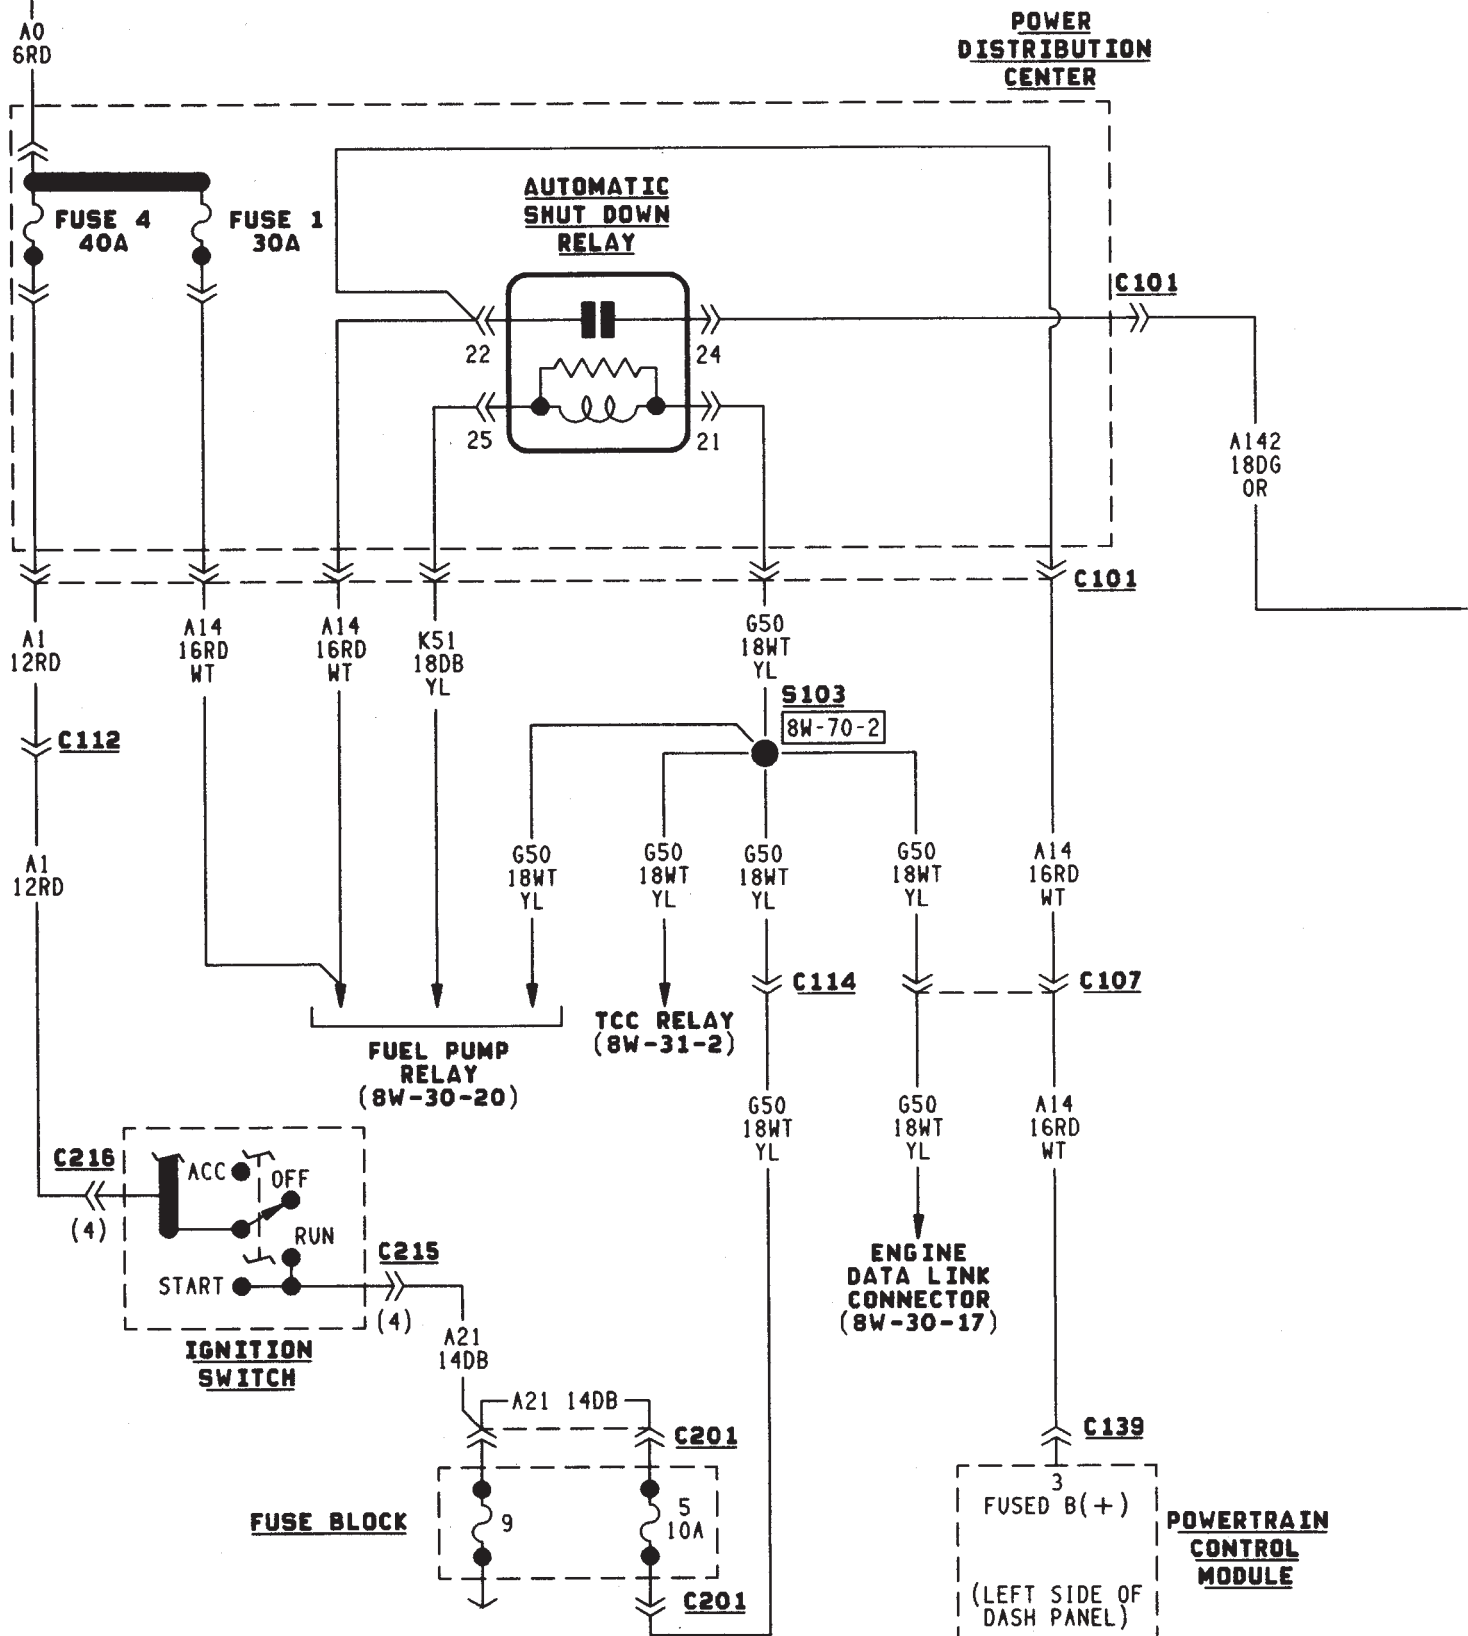 A0
6RD
POWER
DISTRIBUTION
CENTER
FUSE 4
40A
FUSE 1
30A
AUTOMATIC
SHUT DOWN
RELAY
C101
22
24
25
21
A142
18DG
OR
C101
A1
12RD
A14
16RD
WT
A14
16RD
WT
K51
18DB
YL
G50
18WT
YL
S103
8W-70-2
C112
A1
12RD
G50
18WT
YL
G50
18WT
YL
G50
18WT
YL
G50
18WT
YL
A14
16RD
WT
C114
C107
FUEL PUMP
RELAY
(8W-30-20)
TCC RELAY
(8W-31-2)
G50
18WT
YL
G50
18WT
YL
A14
16RD
WT
C216
(4)
ACC
OFF
RUN
START
C215
(4)
IGNITION
SWITCH
ENGINE
DATA LINK
CONNECTOR
(8W-30-17)
A21
14DB
A21 14DB
C201
C139
FUSE BLOCK
9
5
10A
C201
3
FUSED B(+)
(LEFT SIDE OF
DASH PANEL)
POWERTRAIN
CONTROL
MODULE